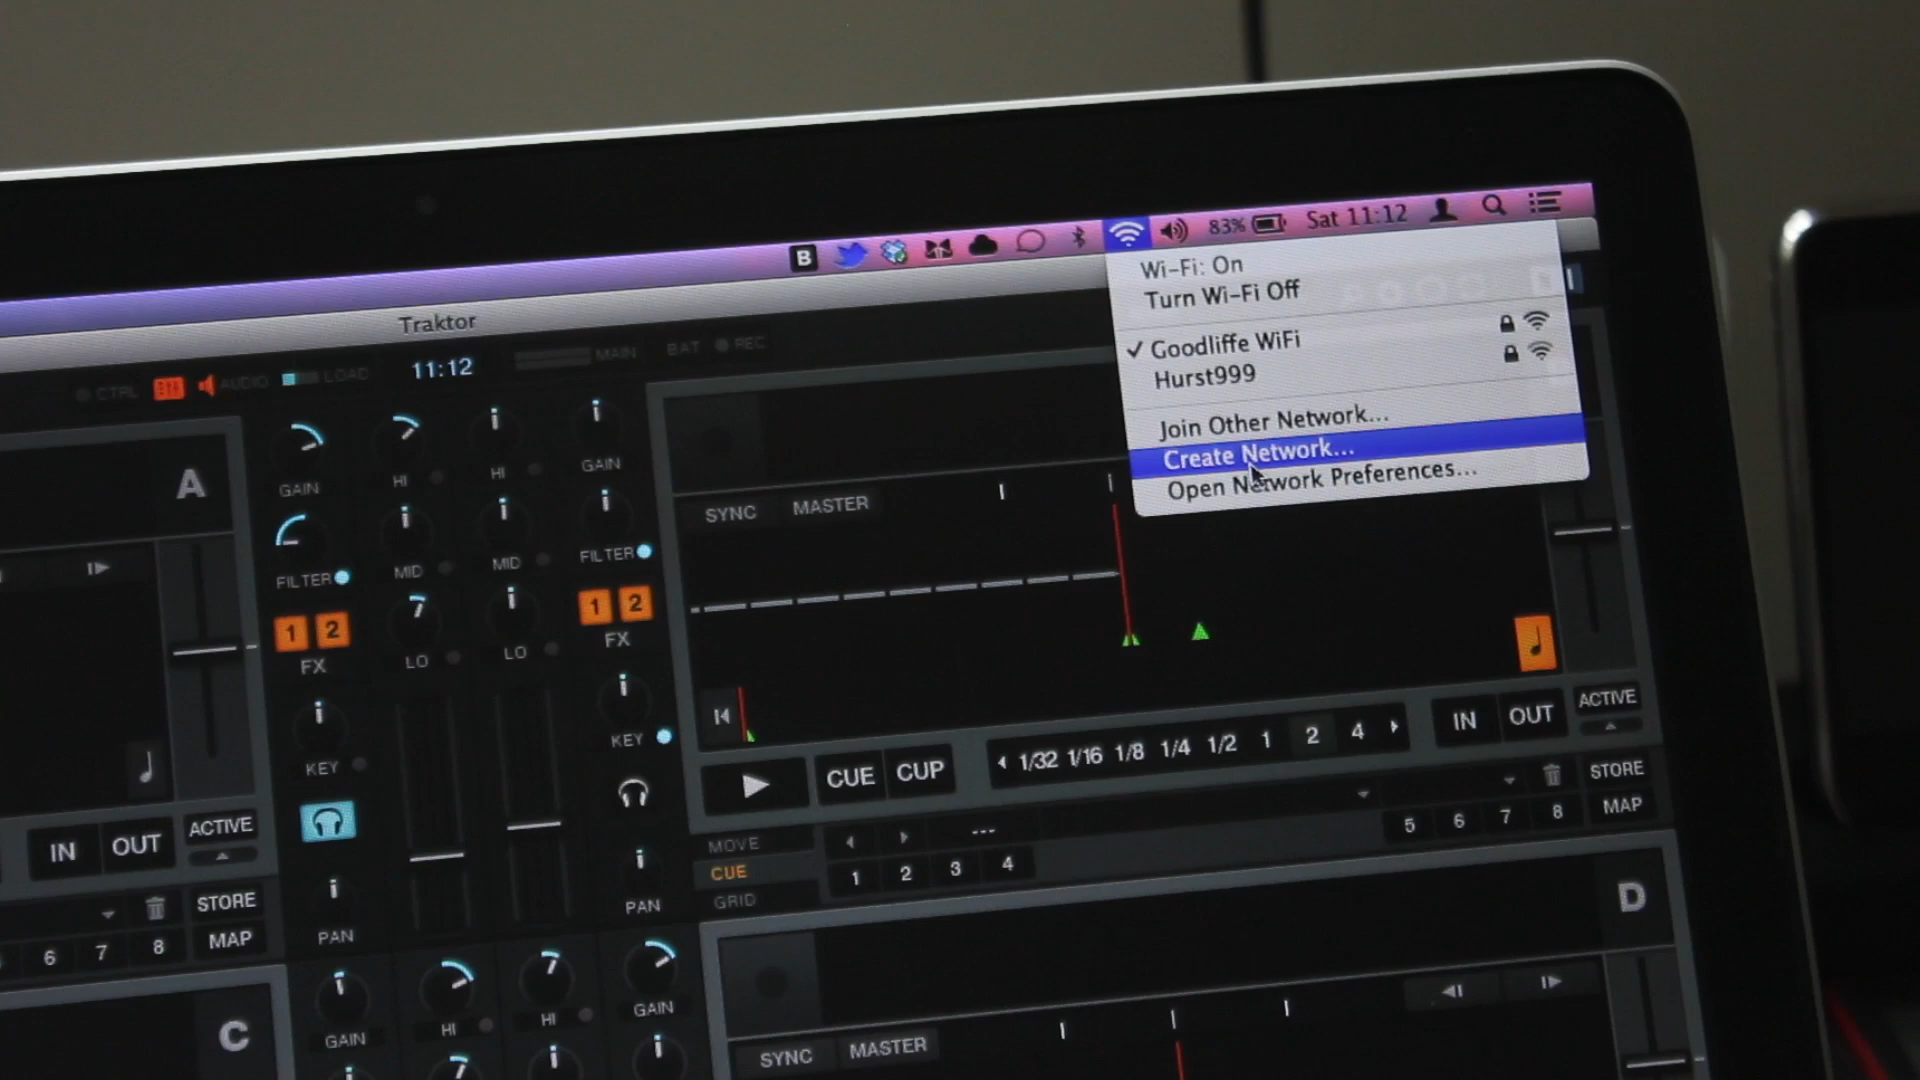 B
83%
Sat 11:12
Wi-Fi: On
Turn Wi-Fi Off
✓ Goodliffe WiFi
Hurst999
Join Other Network...
Create Network...
Open Network Preferences...
Traktor
CTRL
AUDIO
LOAD
11:12
MAIN
BAT
REC
A
GAIN
HI
HI
GAIN
SYNC
MASTER
FILTER
MID
MID
FILTER
1 2
FX
LO
LO
1 2
FX
KEY
KEY
IN
OUT
ACTIVE
CUE
CUP
1/32 1/16 1/8 1/4 1/2 1 2 4
IN
OUT
ACTIVE
STORE
MAP
6 7 8
PAN
PAN
MOVE
CUE
GRID
---
1 2 3 4
5 6 7 8
STORE
MAP
C
GAIN
HI
HI
GAIN
D
SYNC
MASTER